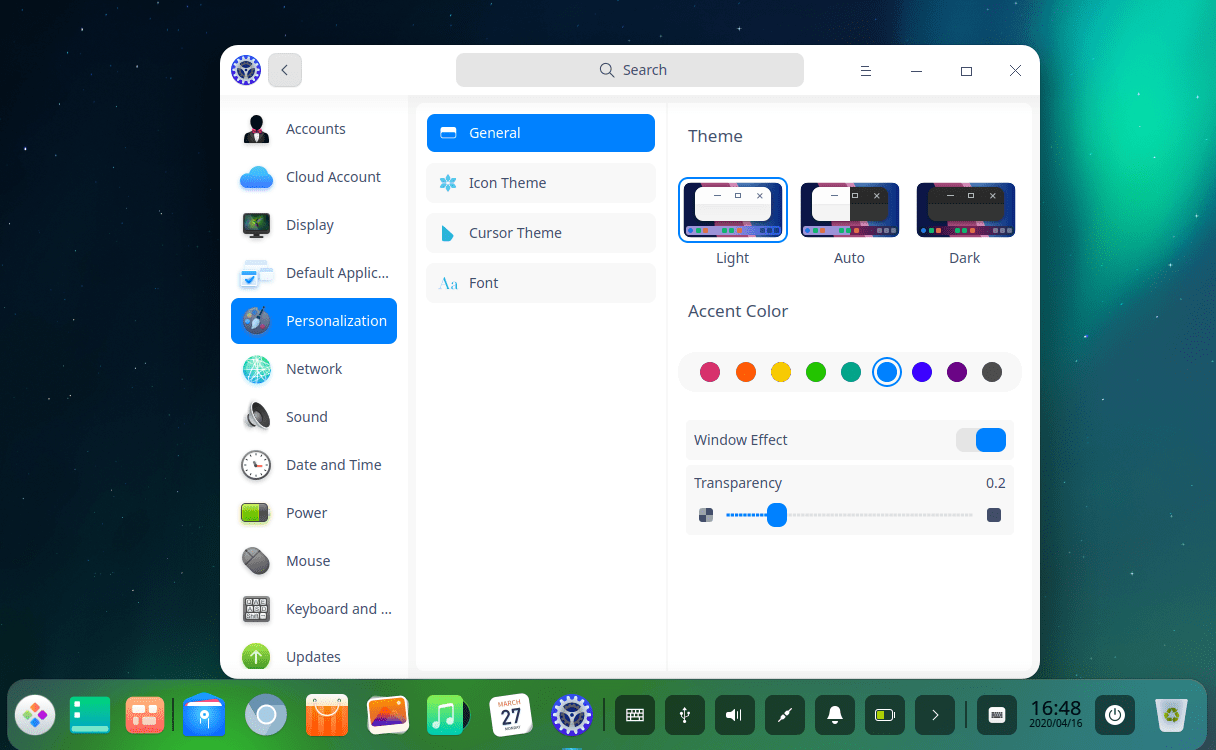 Search
Accounts
Cloud Account
Display
Default Applic...
Personalization
Network
Sound
Date and Time
Power
Mouse
Keyboard and ...
Updates
General
Icon Theme
Cursor Theme
Aa Font
Theme
Light Auto Dark
Accent Color
Window Effect
Transparency 0.2
MARCH
27
MONDAY
16:48
2020/04/16